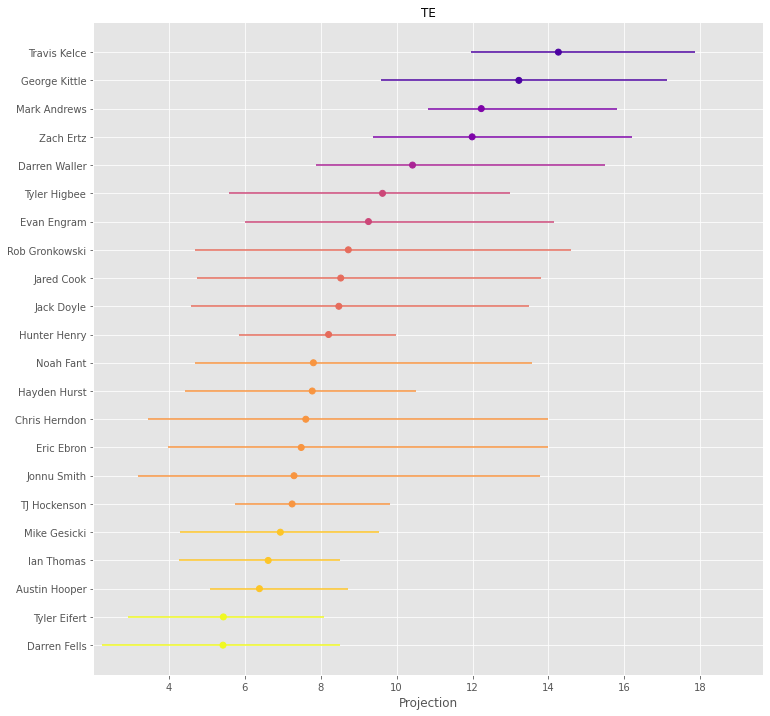 TE
Travis Kelce
George Kittle
Mark Andrews
Zach Ertz
Darren Waller
Tyler Higbee
Evan Engram
Rob Gronkowski
Jared Cook
Jack Doyle
Hunter Henry
Noah Fant
Hayden Hurst
Chris Herndon
Eric Ebron
Jonnu Smith
TJ Hockenson
Mike Gesicki
Ian Thomas
Austin Hooper
Tyler Eifert
Darren Fells
4 6 8 10 12 14 16 18
Projection